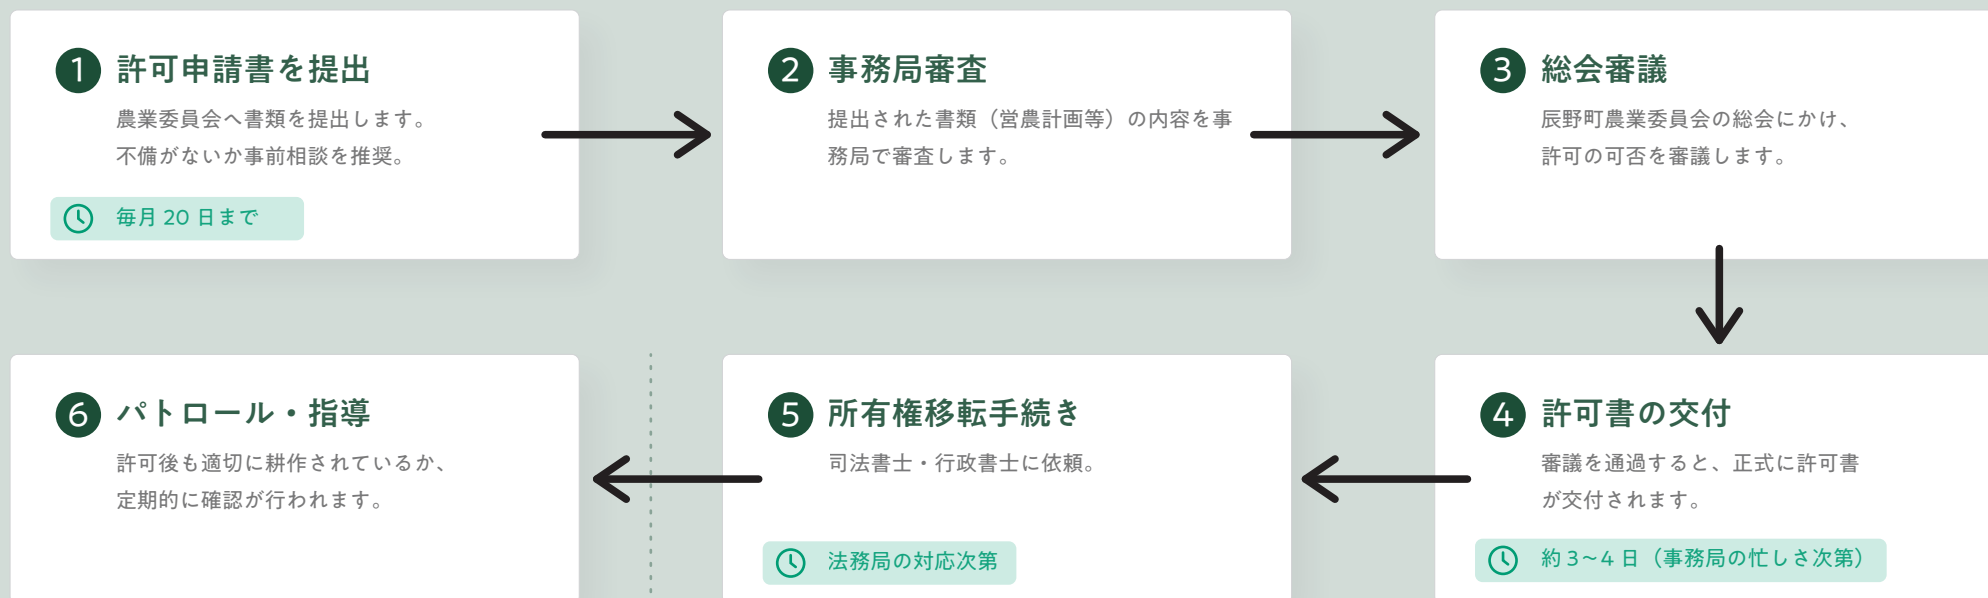 1 許可申請書を提出
農業委員会へ書類を提出します。
不備がないか事前相談を推奨。
毎月 20 日まで
2 事務局審査
提出された書類（営農計画等）の内容を事
務局で審査します。
3 総会審議
辰野町農業委員会の総会にかけ、
許可の可否を審議します。
4 許可書の交付
審議を通過すると、正式に許可書
が交付されます。
約 3~4 日（事務局の忙しさ次第）
5 所有権移転手続き
司法書士・行政書士に依頼。
法務局の対応次第
6 パトロール・指導
許可後も適切に耕作されているか、
定期的に確認が行われます。